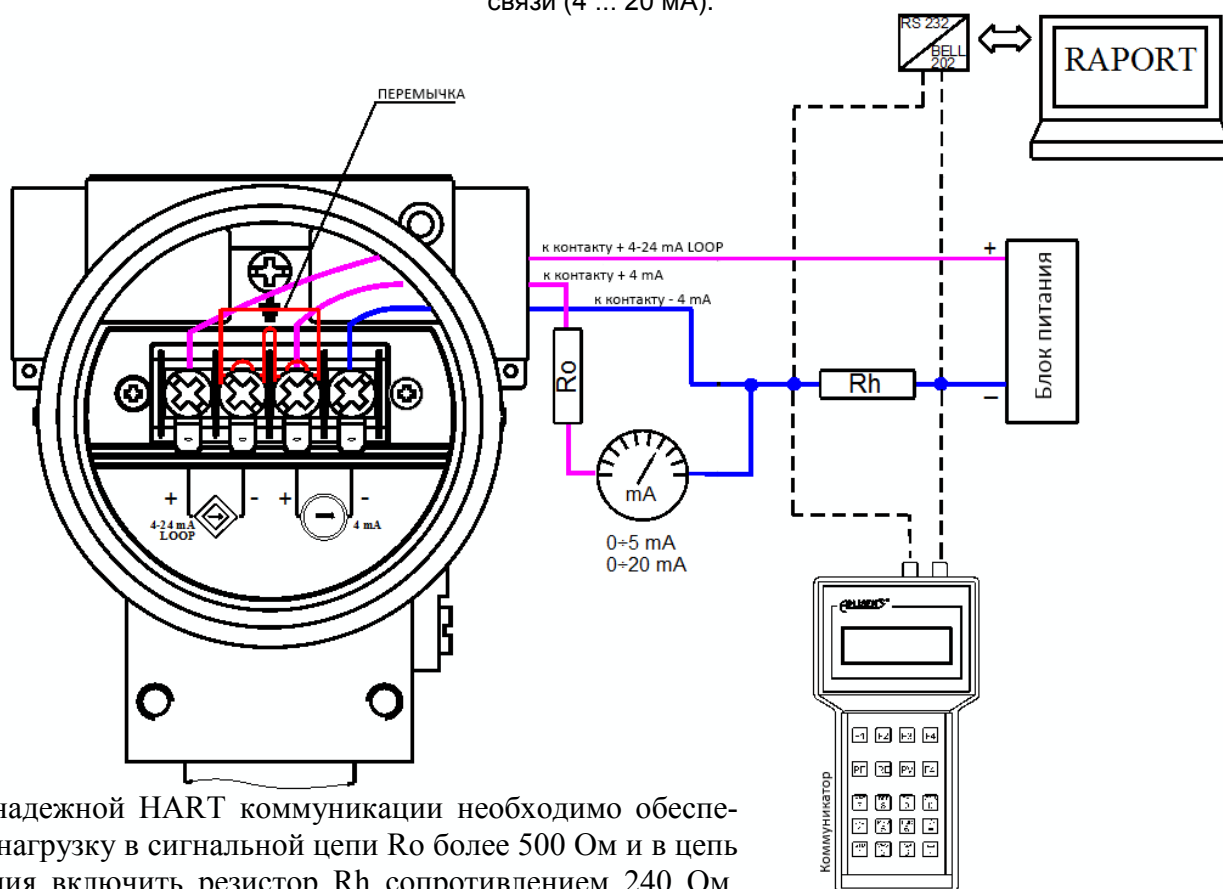 связи (4 ... 20 мА).
RS 232
BELL
202
RAPORT
ПЕРЕМЫЧКА
к контакту + 4-24 mA LOOP
к контакту + 4 mA
к контакту - 4 mA
+
−
Блок питания
Ro
Rh
mA
0÷5 mA
0÷20 mA
+ - + -
4-24 mA
LOOP
4 mA
Коммуникатор
надежной HART коммуникации необходимо обеспе-
нагрузку в сигнальной цепи Ro более 500 Ом и в цепь
ния включить резистор Rh сопротивлением 240 Ом